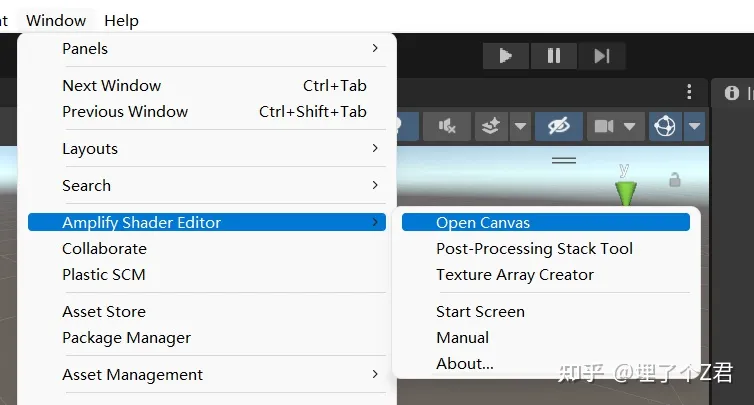 Window Help
Panels
Next Window Ctrl+Tab
Previous Window Ctrl+Shift+Tab
Layouts
Search
Amplify Shader Editor
Collaborate
Plastic SCM
Asset Store
Package Manager
Asset Management
Open Canvas
Post-Processing Stack Tool
Texture Array Creator
Start Screen
Manual
About...
y
知乎 @埋了个Z君